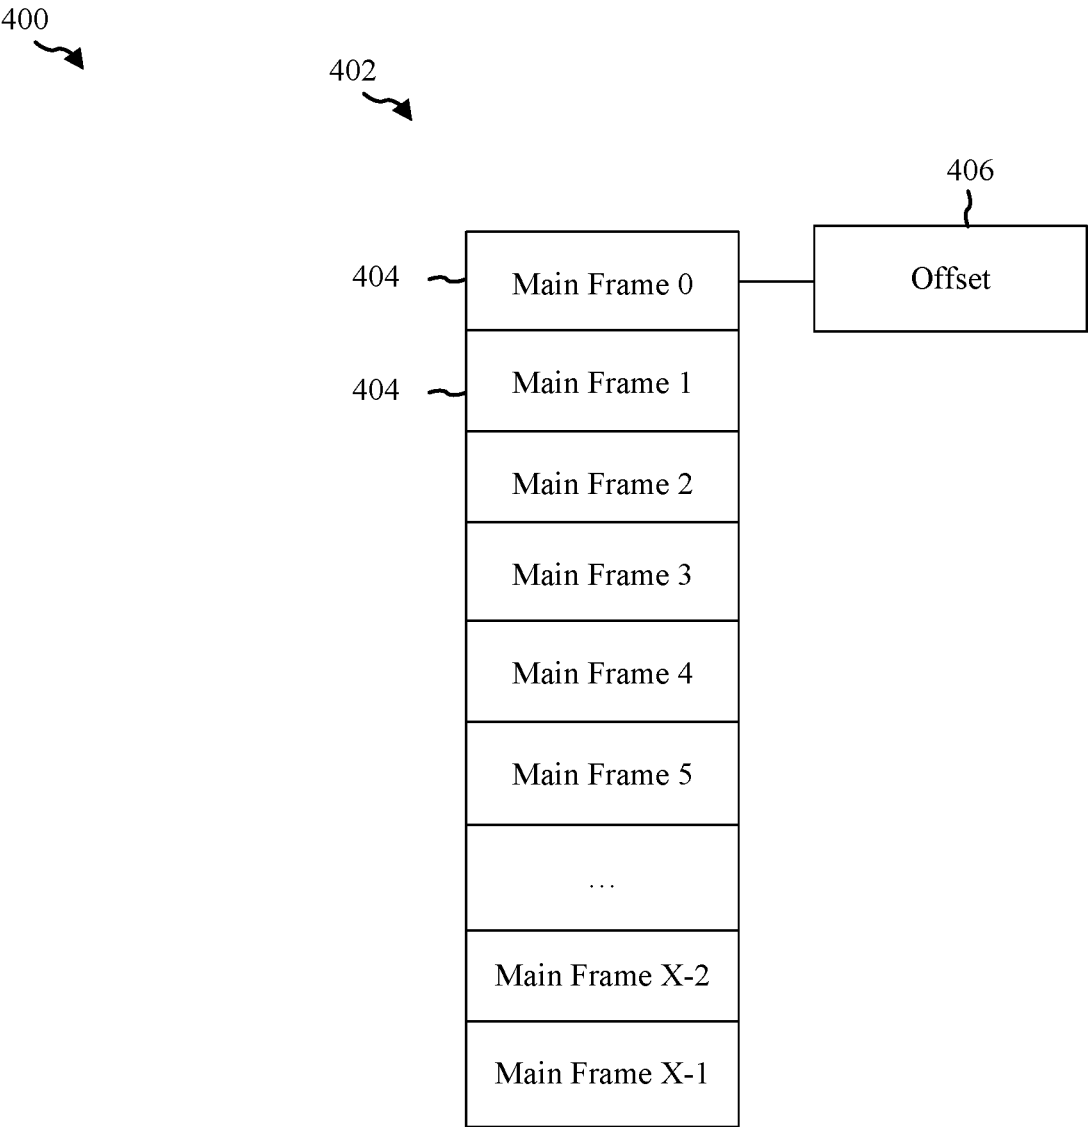 400
402
406
404
Main Frame 0
Offset
404
Main Frame 1
Main Frame 2
Main Frame 3
Main Frame 4
Main Frame 5
...
Main Frame X-2
Main Frame X-1